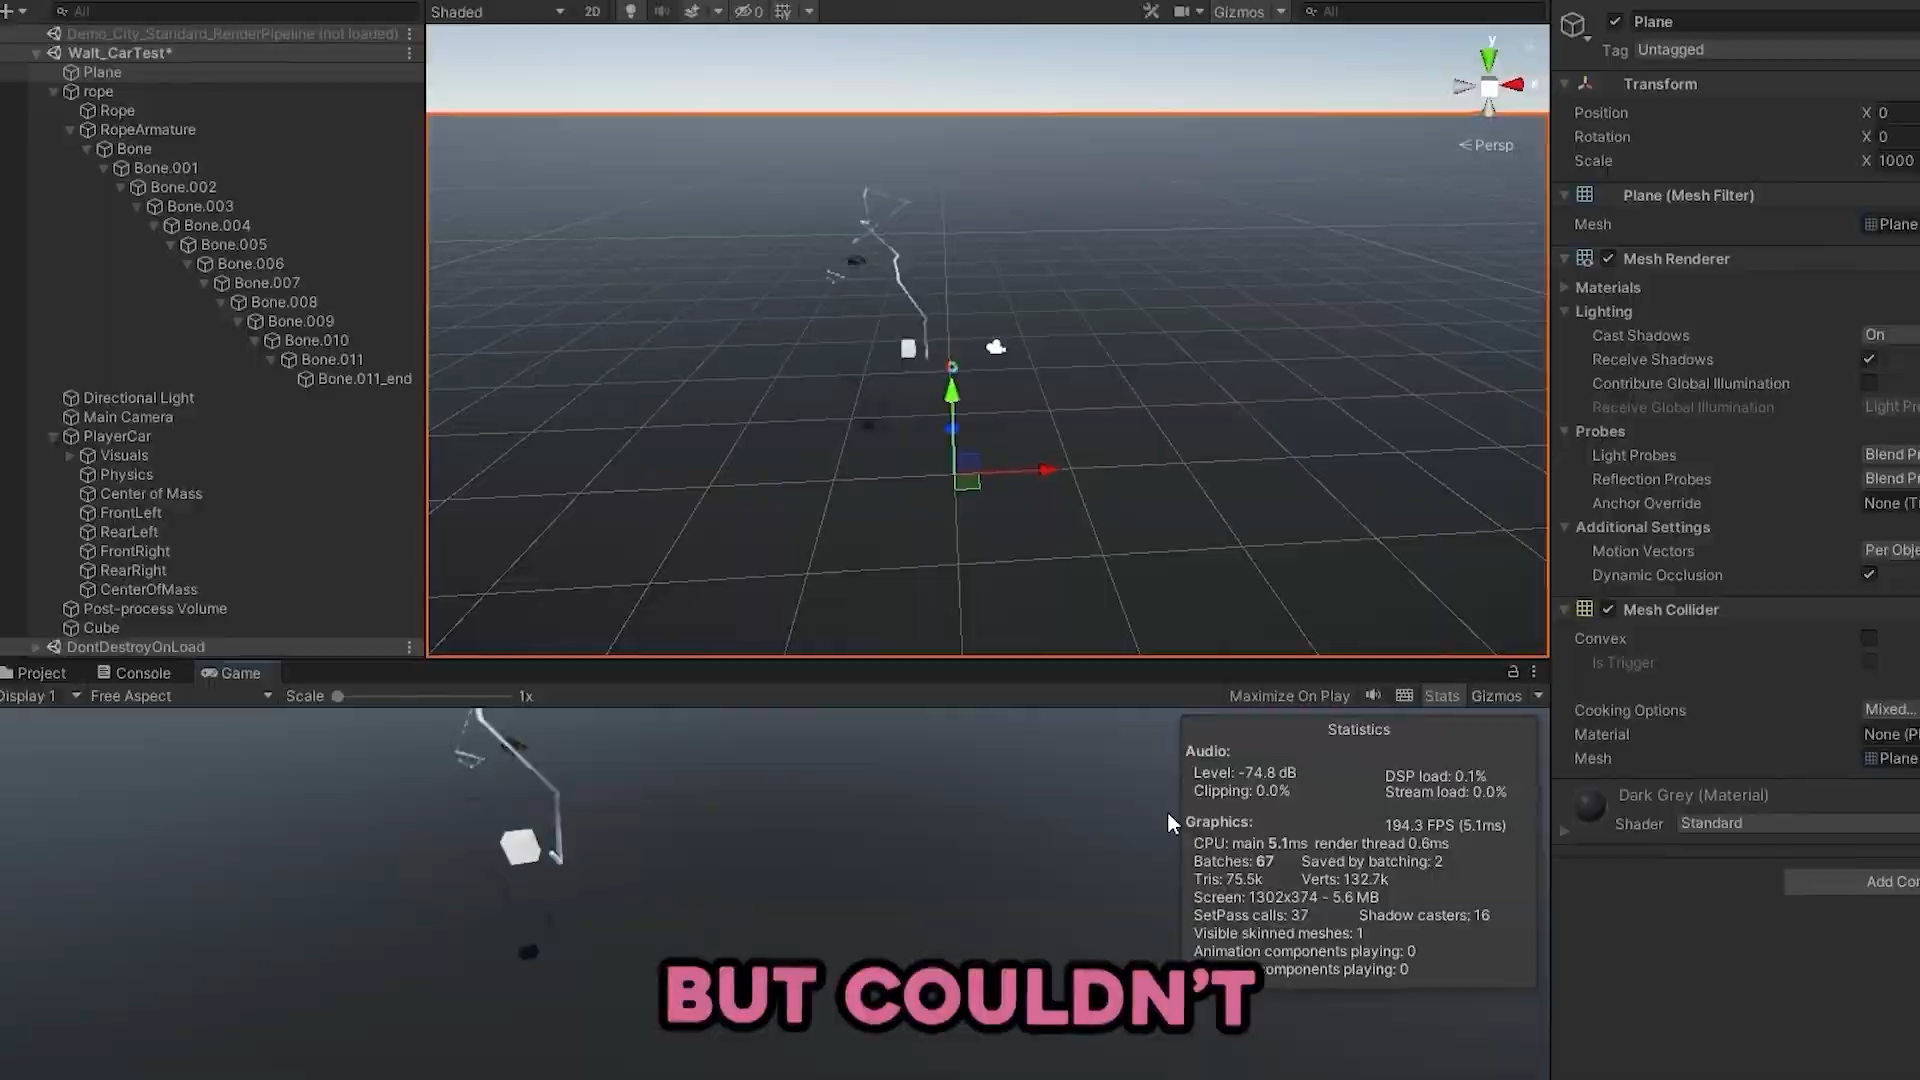 All
Shaded
2D
0
Gizmos
All
Demo_City_Standard_RenderPipeline (not loaded)
Walt_CarTest*
Plane
rope
Rope
RopeArmature
Bone
Bone.001
Bone.002
Bone.003
Bone.004
Bone.005
Bone.006
Bone.007
Bone.008
Bone.009
Bone.010
Bone.011
Bone.011_end
Directional Light
Main Camera
PlayerCar
Visuals
Physics
Center of Mass
FrontLeft
RearLeft
FrontRight
RearRight
CenterOfMass
Post-process Volume
Cube
DontDestroyOnLoad
y
Persp
Plane
Tag Untagged
Transform
Position X 0
Rotation X 0
Scale X 1000
Plane (Mesh Filter)
Mesh Plane
Mesh Renderer
Materials
Lighting
Cast Shadows On
Receive Shadows
Contribute Global Illumination
Receive Global Illumination Light Pr
Probes
Light Probes Blend Pr
Reflection Probes Blend Pr
Anchor Override None (T
Additional Settings
Motion Vectors Per Obje
Dynamic Occlusion
Mesh Collider
Convex
Is Trigger
Cooking Options Mixed...
Material None (P
Mesh Plane
Dark Grey (Material)
Shader Standard
Add Cor
Project Console Game
Display 1 Free Aspect Scale 1x
Maximize On Play Stats Gizmos
Statistics
Audio:
Level: -74.8 dB DSP load: 0.1%
Clipping: 0.0% Stream load: 0.0%
Graphics: 194.3 FPS (5.1ms)
CPU: main 5.1ms render thread 0.6ms
Batches: 67 Saved by batching: 2
Tris: 75.5k Verts: 132.7k
Screen: 1302x374 - 5.6 MB
SetPass calls: 37 Shadow casters: 16
Visible skinned meshes: 1
Animation components playing: 0
omponents playing: 0
BUT COULDN'T